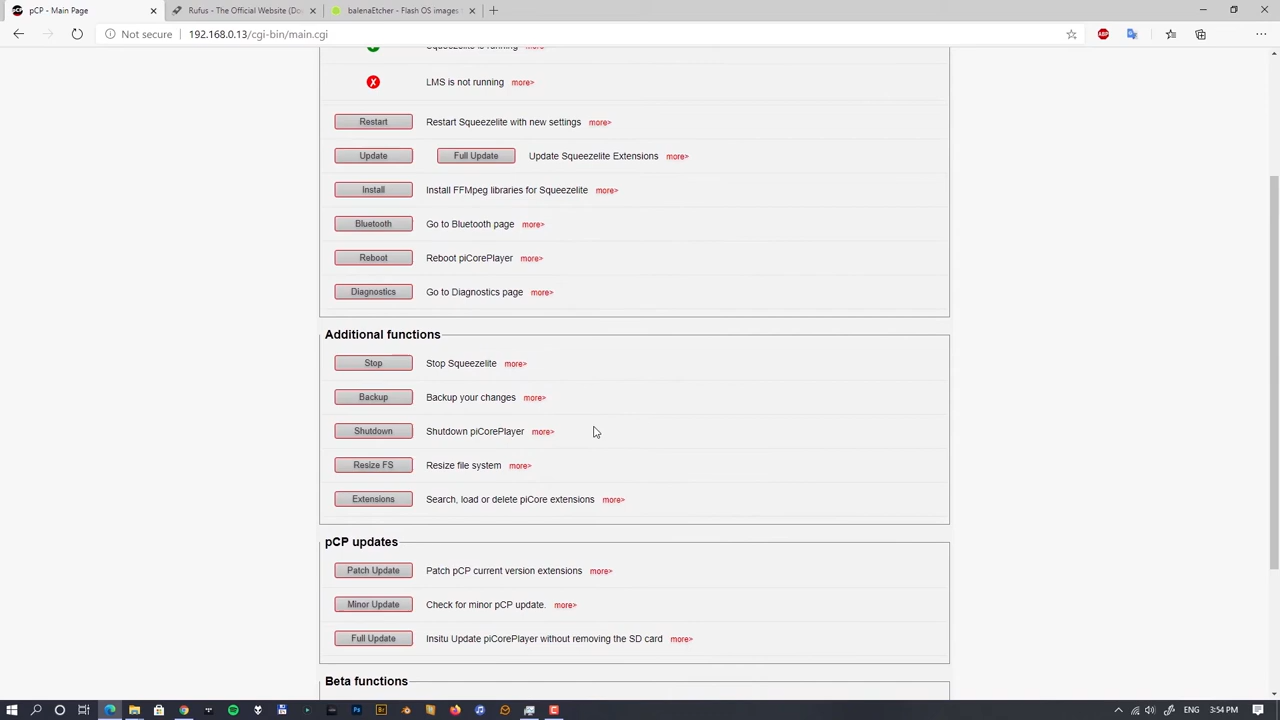 pCP - Main Page
Rufus - The Official Website (Dow
balenaEtcher - Flash OS images
Not secure
192.168.0.13/cgi-bin/main.cgi
Squeezelite is running more>
LMS is not running more>
Restart Restart Squeezelite with new settings more>
Update Full Update Update Squeezelite Extensions more>
Install Install FFMpeg libraries for Squeezelite more>
Bluetooth Go to Bluetooth page more>
Reboot Reboot piCorePlayer more>
Diagnostics Go to Diagnostics page more>
Additional functions
Stop Stop Squeezelite more>
Backup Backup your changes more>
Shutdown Shutdown piCorePlayer more>
Resize FS Resize file system more>
Extensions Search, load or delete piCore extensions more>
pCP updates
Patch Update Patch pCP current version extensions more>
Minor Update Check for minor pCP update. more>
Full Update Insitu Update piCorePlayer without removing the SD card more>
Beta functions
ENG 3:54 PM